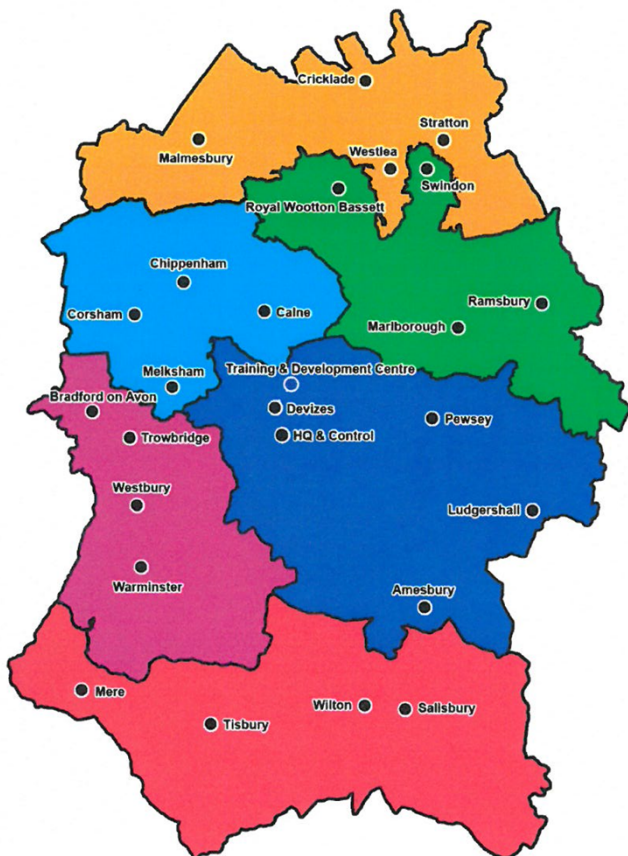 Cricklade
Stratton
Malmesbury
Westlea
Swindon
Royal Wootton Bassett
Chippenham
Ramsbury
Corsham
Calne
Marlborough
Training & Development Centre
Melksham
Bradford on Avon
Devizes
Pewsey
Trowbridge
HQ & Control
Westbury
Ludgershall
Warminster
Amesbury
Mere
Wilton
Salisbury
Tisbury